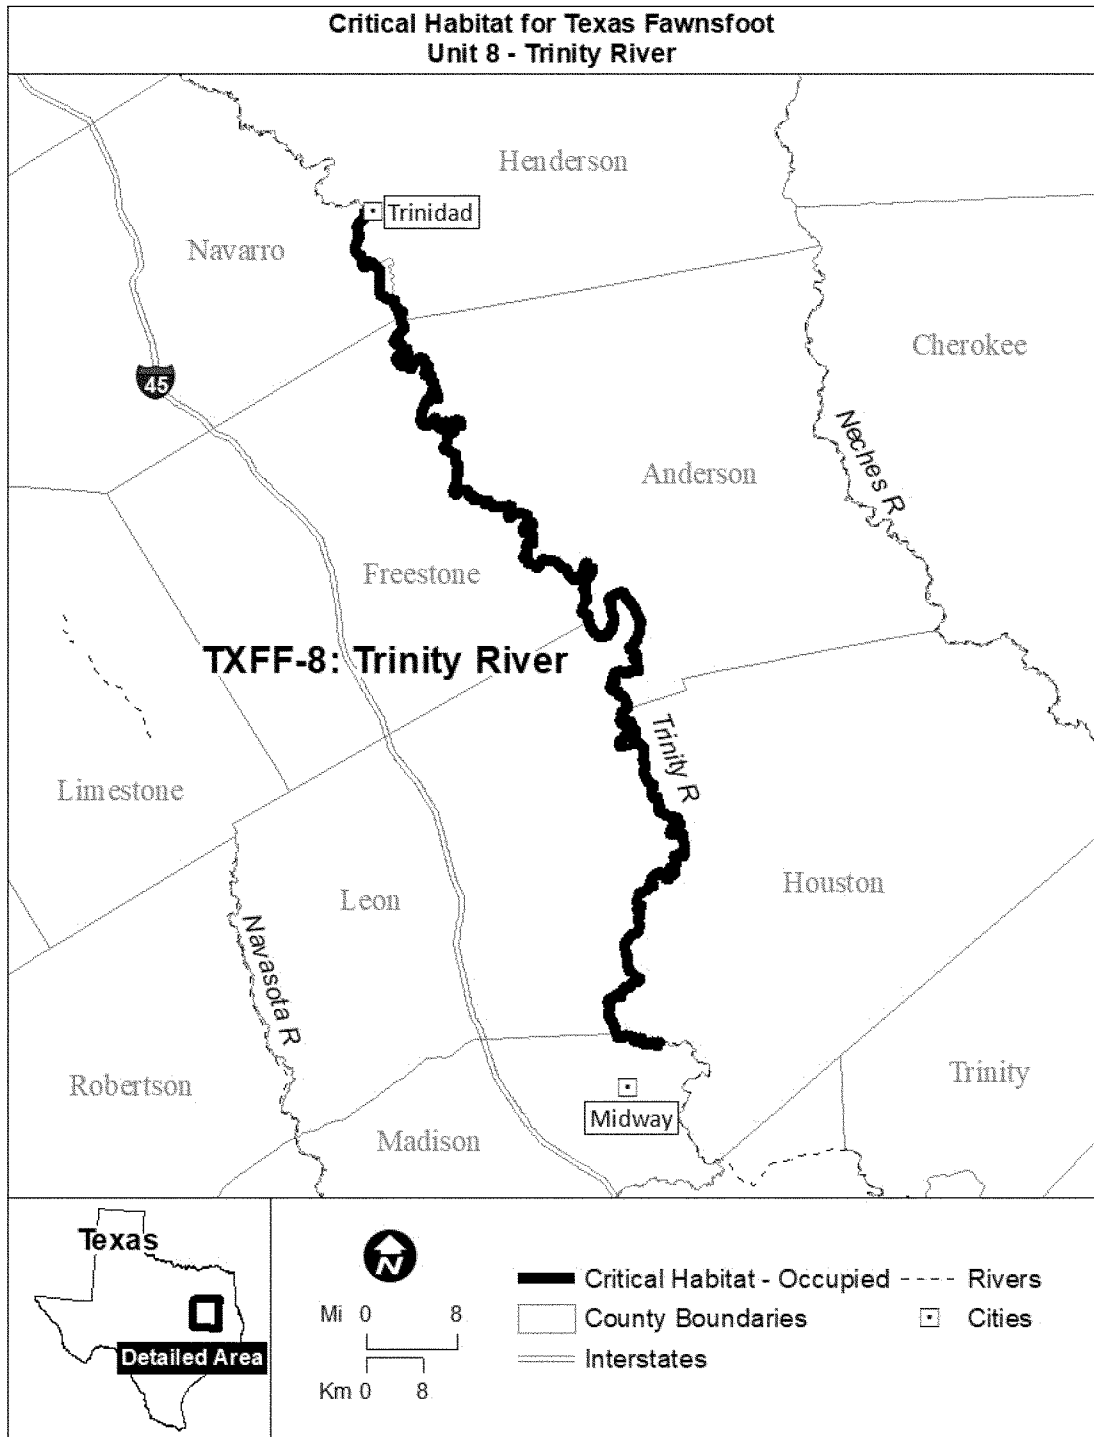 Critical Habitat for Texas Fawnsfoot
Unit 8 - Trinity River
Henderson
Trinidad
Navarro
Cherokee
45
Neches R
Anderson
Freestone
TXFF-8: Trinity River
Trinity R
Limestone
Houston
Leon
Navasota R
Trinity
Robertson
Midway
Madison
Texas
Detailed Area
N
Mi 0 8
Km 0 8
Critical Habitat - Occupied
County Boundaries
Interstates
Rivers
Cities